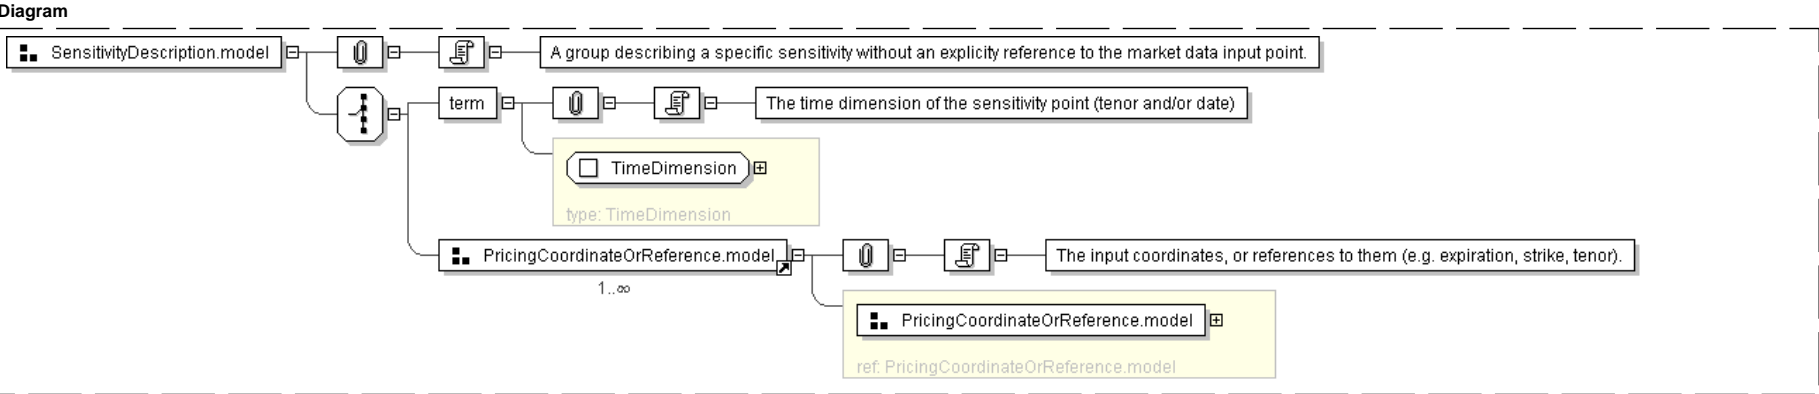 Diagram
SensitivityDescription.model
A group describing a specific sensitivity without an explicity reference to the market data input point.
term
The time dimension of the sensitivity point (tenor and/or date)
TimeDimension
type: TimeDimension
PricingCoordinateOrReference.model
The input coordinates, or references to them (e.g. expiration, strike, tenor).
1..∞
PricingCoordinateOrReference.model
ref: PricingCoordinateOrReference.model